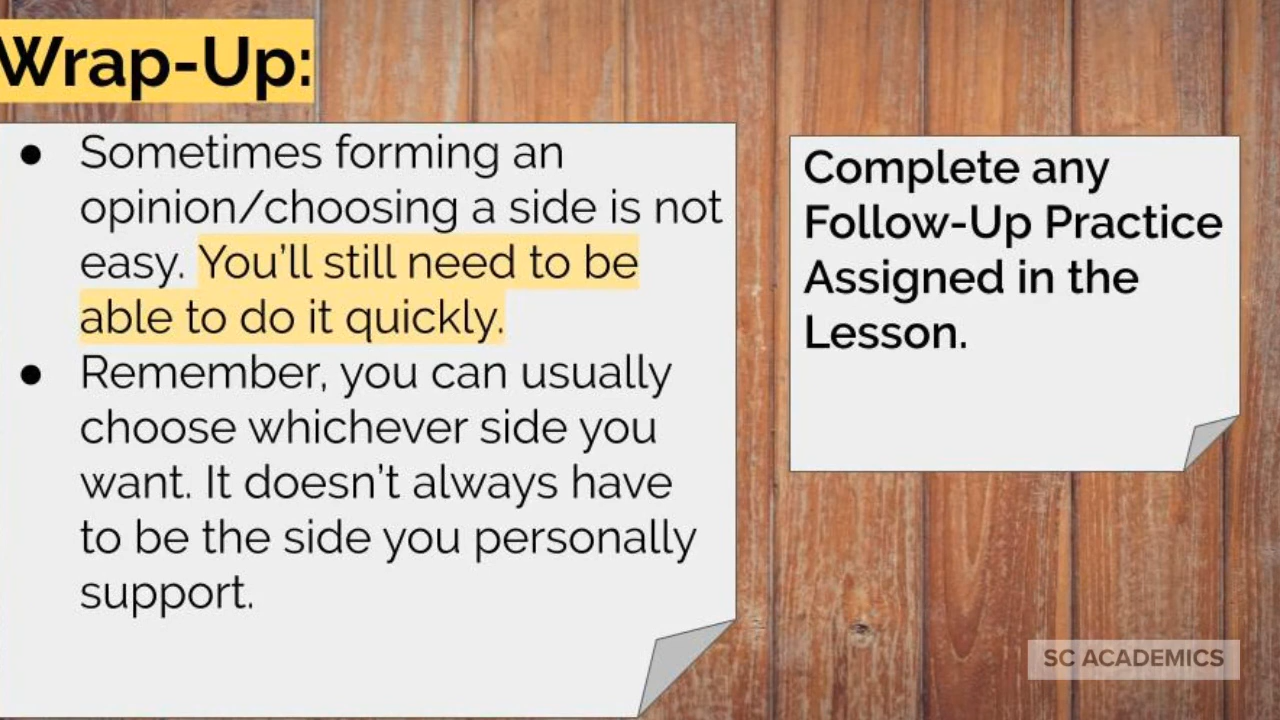 Wrap-Up:
● Sometimes forming an
opinion/choosing a side is not
easy. You’ll still need to be
able to do it quickly.
● Remember, you can usually
choose whichever side you
want. It doesn’t always have
to be the side you personally
support.
Complete any
Follow-Up Practice
Assigned in the
Lesson.
SC ACADEMICS